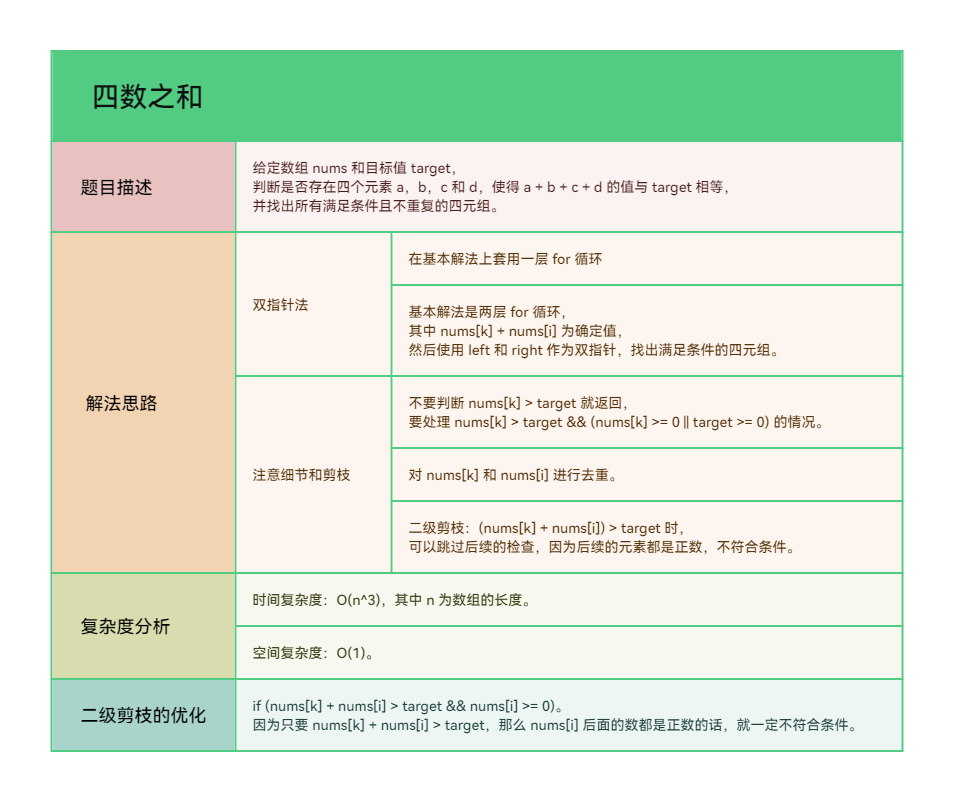 四数之和
题目描述
给定数组 nums 和目标值 target，
判断是否存在四个元素 a，b，c 和 d，使得 a + b + c + d 的值与 target 相等，
并找出所有满足条件且不重复的四元组。
解法思路
双指针法
在基本解法上套用一层 for 循环
基本解法是两层 for 循环，
其中 nums[k] + nums[i] 为确定值，
然后使用 left 和 right 作为双指针，找出满足条件的四元组。
注意细节和剪枝
不要判断 nums[k] > target 就返回，
要处理 nums[k] > target && (nums[k] >= 0 || target >= 0) 的情况。
对 nums[k] 和 nums[i] 进行去重。
二级剪枝：(nums[k] + nums[i]) > target 时，
可以跳过后续的检查，因为后续的元素都是正数，不符合条件。
复杂度分析
时间复杂度：O(n^3)，其中 n 为数组的长度。
空间复杂度：O(1)。
二级剪枝的优化
if (nums[k] + nums[i] > target && nums[i] >= 0)。
因为只要 nums[k] + nums[i] > target，那么 nums[i] 后面的数都是正数的话，就一定不符合条件。